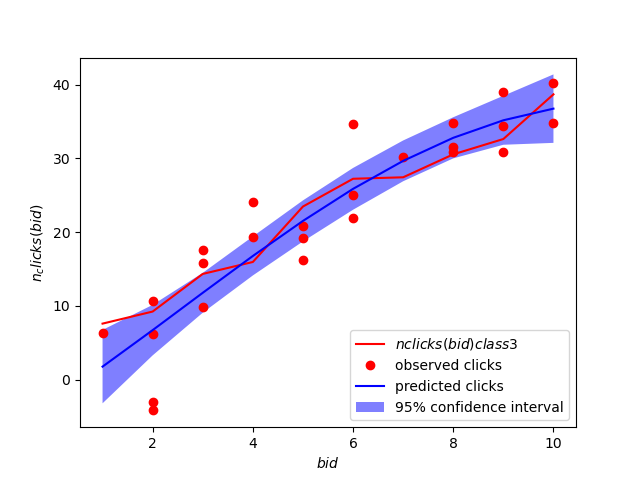 40
30
20
10
0
n_clicks(bid)
2
4
6
8
10
bid
nclicks(bid)class3
observed clicks
predicted clicks
95% confidence interval